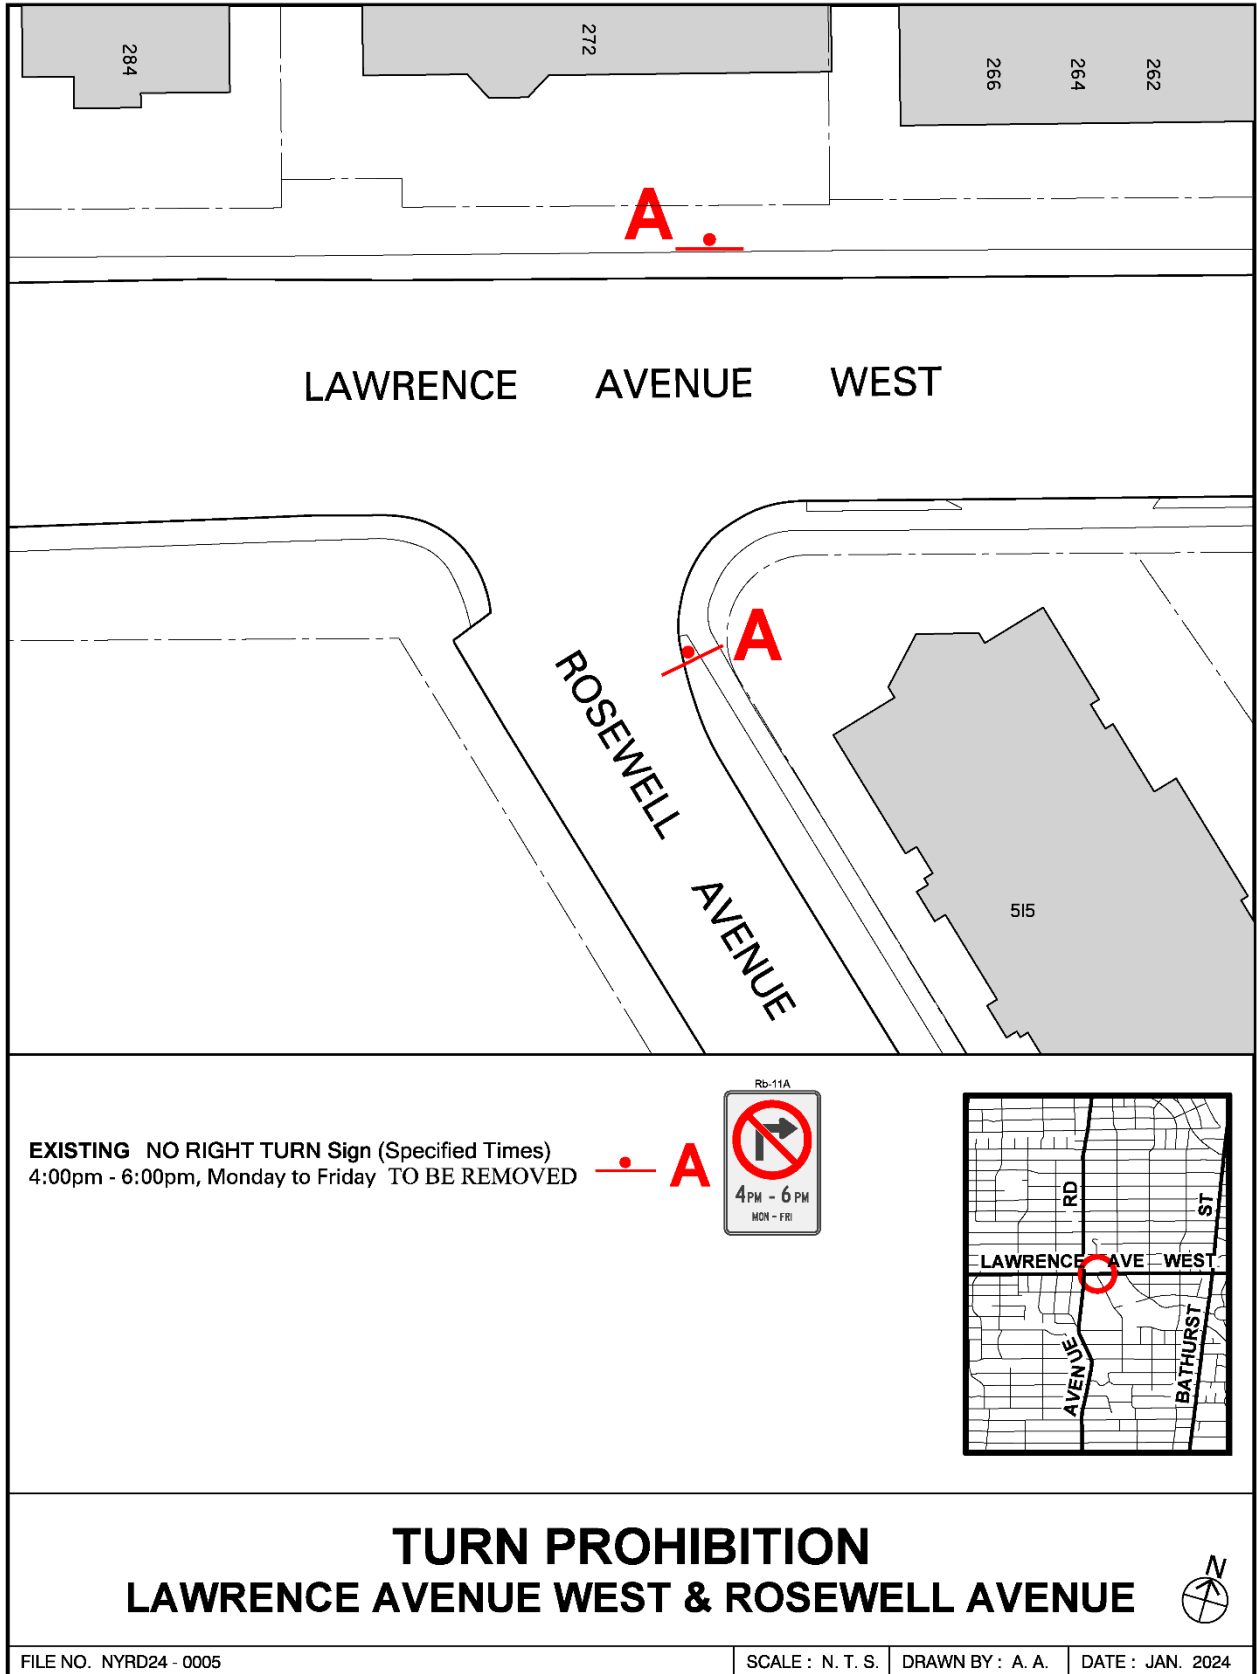 284
272
266
264
262
A
LAWRENCE AVENUE WEST
A
ROSEWELL AVENUE
515
EXISTING NO RIGHT TURN Sign (Specified Times)
4:00pm - 6:00pm, Monday to Friday TO BE REMOVED
A
Rb-11A
4PM - 6PM
MON - FRI
RD
ST
LAWRENCE AVE WEST
AVENUE
BATHURST
TURN PROHIBITION
LAWRENCE AVENUE WEST & ROSEWELL AVENUE
N
FILE NO. NYRD24 - 0005
SCALE : N. T. S.
DRAWN BY : A. A.
DATE : JAN. 2024